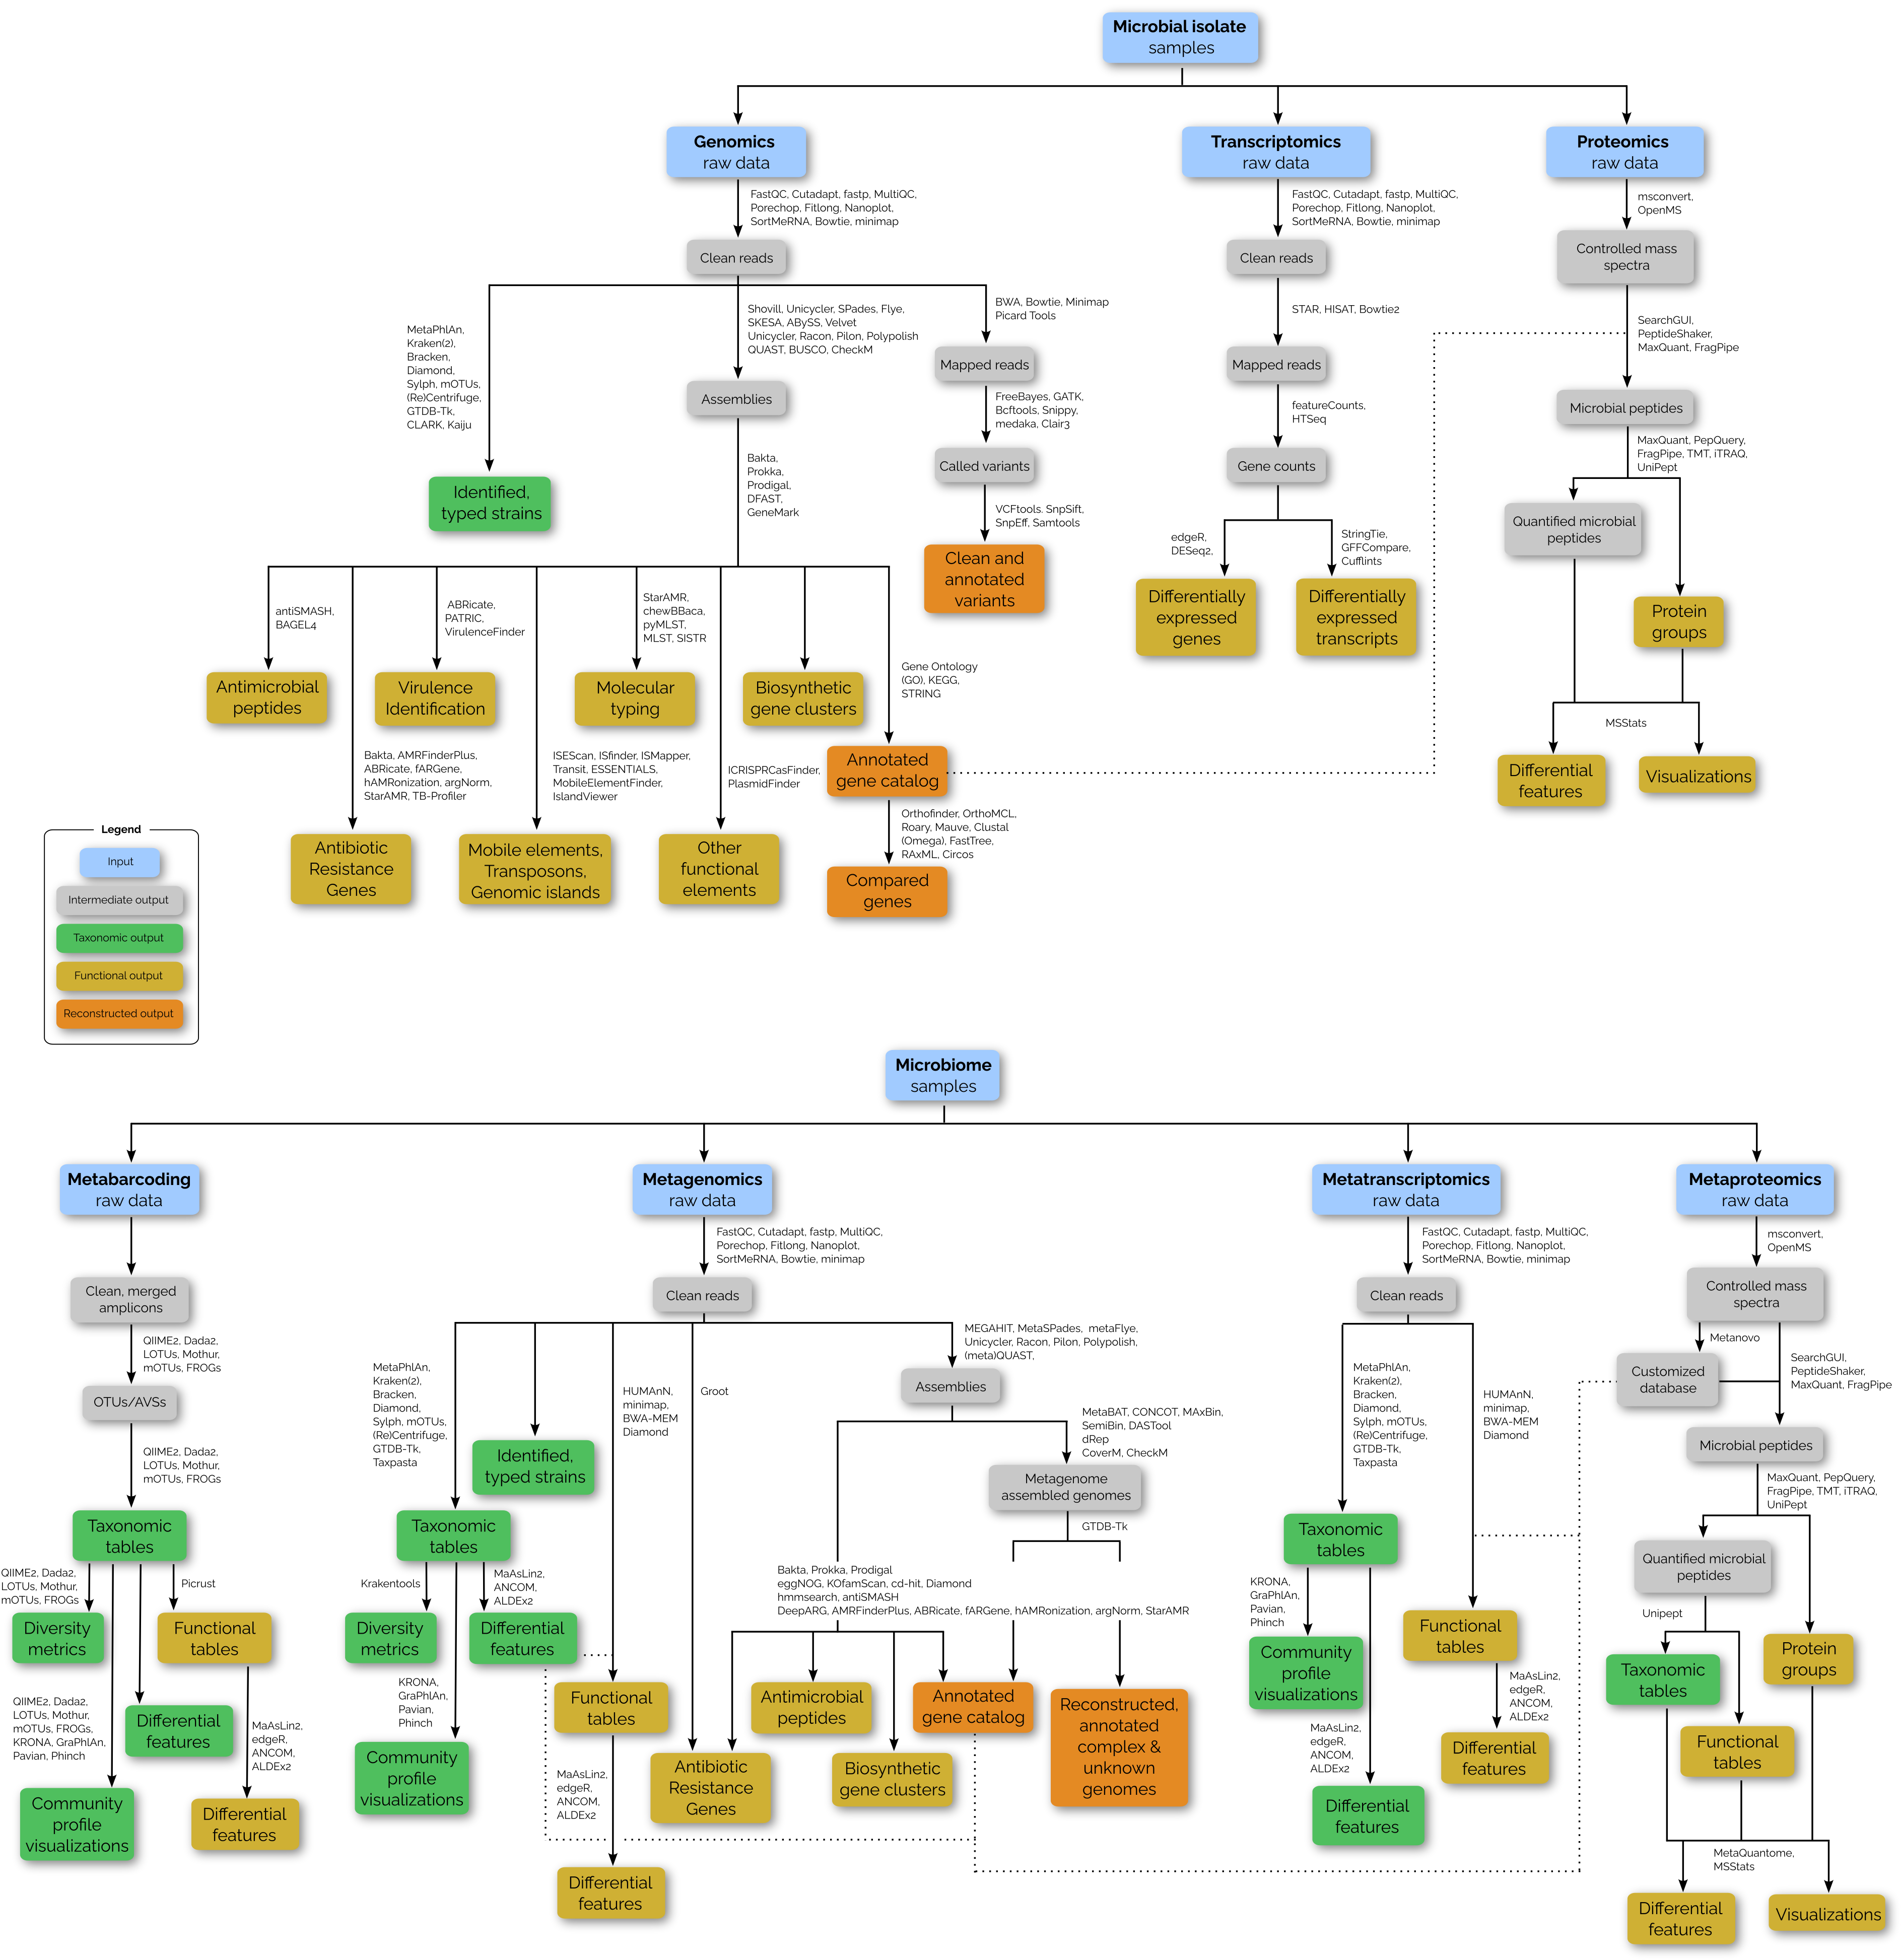 Microbial isolate
samples
Genomics
raw data
Transcriptomics
raw data
Proteomics
raw data
FastQC, Cutadapt, fastp, MultiQC,
Porechop, Fitlong, Nanoplot,
SortMeRNA, Bowtie, minimap
FastQC, Cutadapt, fastp, MultiQC,
Porechop, Fitlong, Nanoplot,
SortMeRNA, Bowtie, minimap
msconvert,
OpenMS
Clean reads
Clean reads
Controlled mass
spectra
MetaPhlAn,
Kraken(2),
Bracken,
Diamond,
Sylph, mOTUs,
(Re)Centrifuge,
GTDB-Tk,
CLARK, Kaiju
Shovill, Unicycler, SPades, Flye,
SKESA, ABySS, Velvet
Unicycler, Racon, Pilon, Polypolish
QUAST, BUSCO, CheckM
BWA, Bowtie, Minimap
Picard Tools
STAR, HISAT, Bowtie2
SearchGUI,
PeptideShaker,
MaxQuant, FragPipe
Assemblies
Mapped reads
Mapped reads
Microbial peptides
FreeBayes, GATK,
Bcftools, Snippy,
medaka, Clair3
featureCounts,
HTSeq
MaxQuant, PepQuery,
FragPipe, TMT, iTRAQ,
UniPept
Identified,
typed strains
Bakta,
Prokka,
Prodigal,
DFAST,
GeneMark
Called variants
Gene counts
Quantified microbial
peptides
VCFtools. SnpSift,
SnpEff, Samtools
edgeR,
DESeq2,
StringTie,
GFFCompare,
Cufflints
Clean and
annotated
variants
Differentially
expressed
genes
Differentially
expressed
transcripts
Protein
groups
antiSMASH,
BAGEL4
ABRicate,
PATRIC,
VirulenceFinder
StarAMR,
chewBBaca,
pyMLST,
MLST, SISTR
Gene Ontology
(GO), KEGG,
STRING
Antimicrobial
peptides
Virulence
Identification
Molecular
typing
Biosynthetic
gene clusters
MSStats
Bakta, AMRFinderPlus,
ABRicate, fARGene,
hAMRonization, argNorm,
StarAMR, TB-Profiler
ISEScan, ISfinder, ISMapper,
Transit, ESSENTIALS,
MobileElementFinder,
IslandViewer
ICRISPRCasFinder,
PlasmidFinder
Annotated
gene catalog
Differential
features
Visualizations
Orthofinder, OrthoMCL,
Roary, Mauve, Clustal
(Omega), FastTree,
RAxML, Circos
Antibiotic
Resistance
Genes
Mobile elements,
Transposons,
Genomic islands
Other
functional
elements
Compared
genes
Legend
Input
Intermediate output
Taxonomic output
Functional output
Reconstructed output
Microbiome
samples
Metabarcoding
raw data
Metagenomics
raw data
Metatranscriptomics
raw data
Metaproteomics
raw data
FastQC, Cutadapt, fastp, MultiQC,
Porechop, Fitlong, Nanoplot,
SortMeRNA, Bowtie, minimap
FastQC, Cutadapt, fastp, MultiQC,
Porechop, Fitlong, Nanoplot,
SortMeRNA, Bowtie, minimap
msconvert,
OpenMS
Clean, merged
amplicons
Clean reads
Clean reads
Controlled mass
spectra
QIIME2, Dada2,
LOTUs, Mothur,
mOTUs, FROGs
MEGAHIT, MetaSPades, metaFlye,
Unicycler, Racon, Pilon, Polypolish,
(meta)QUAST,
Metanovo
SearchGUI,
PeptideShaker,
MaxQuant, FragPipe
OTUs/AVSs
MetaPhlAn,
Kraken(2),
Bracken,
Diamond,
Sylph, mOTUs,
(Re)Centrifuge,
GTDB-Tk,
Taxpasta
HUMAnN,
minimap,
BWA-MEM
Diamond
Groot
Assemblies
MetaPhlAn,
Kraken(2),
Bracken,
Diamond,
Sylph, mOTUs,
(Re)Centrifuge,
GTDB-Tk,
Taxpasta
HUMAnN,
minimap,
BWA-MEM
Diamond
Customized
database
QIIME2, Dada2,
LOTUs, Mothur,
mOTUs, FROGs
Identified,
typed strains
MetaBAT, CONCOT, MAxBin,
SemiBin, DASTool
dRep
CoverM, CheckM
Microbial peptides
Metagenome
assembled genomes
MaxQuant, PepQuery,
FragPipe, TMT, iTRAQ,
UniPept
Taxonomic
tables
Taxonomic
tables
GTDB-Tk
Taxonomic
tables
Quantified microbial
peptides
QIIME2, Dada2,
LOTUs, Mothur,
mOTUs, FROGs
Picrust
Krakentools
MaAsLin2,
ANCOM,
ALDEx2
Bakta, Prokka, Prodigal
eggNOG, KOfamScan, cd-hit, Diamond
hmmsearch, antiSMASH
DeepARG, AMRFinderPlus, ABRicate, fARGene, hAMRonization, argNorm, StarAMR
KRONA,
GraPhlAn,
Pavian,
Phinch
Unipept
Diversity
metrics
Functional
tables
Diversity
metrics
Differential
features
Functional
tables
Protein
groups
Community
profile
visualizations
Taxonomic
tables
QIIME2, Dada2,
LOTUs, Mothur,
mOTUs, FROGs,
KRONA, GraPhlAn,
Pavian, Phinch
Differential
features
MaAsLin2,
edgeR,
ANCOM,
ALDEx2
KRONA,
GraPhlAn,
Pavian,
Phinch
Functional
tables
Antimicrobial
peptides
Annotated
gene catalog
Reconstructed,
annotated
complex &
unknown
genomes
MaAsLin2,
edgeR,
ANCOM,
ALDEx2
MaAsLin2,
edgeR,
ANCOM,
ALDEx2
Differential
features
Functional
tables
Community
profile
visualizations
Differential
features
Community
profile
visualizations
MaAsLin2,
edgeR,
ANCOM,
ALDEx2
Antibiotic
Resistance
Genes
Biosynthetic
gene clusters
Differential
features
MetaQuantome,
MSStats
Differential
features
Differential
features
Visualizations